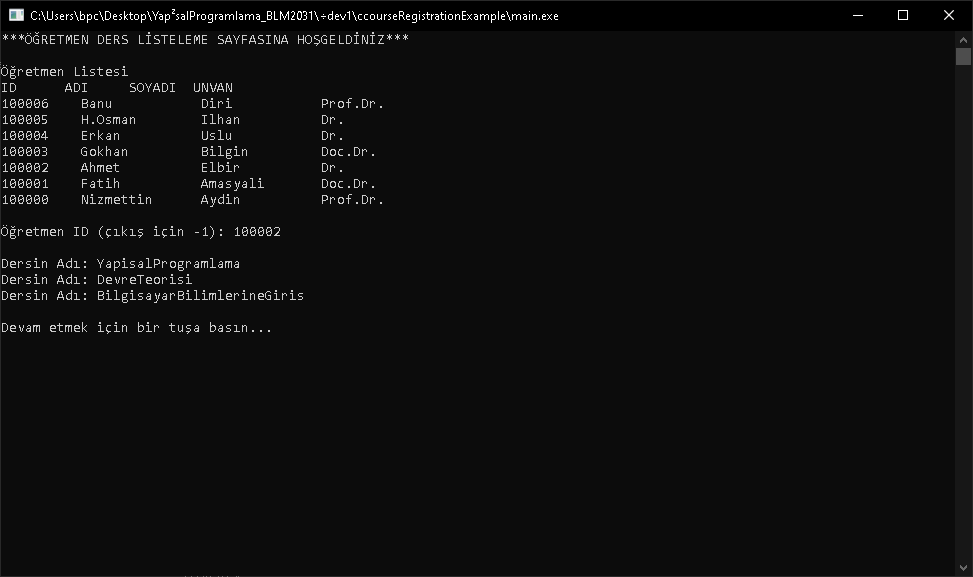 C:\Users\bpc\Desktop\Yap²salProgramlama_BLM2031\÷dev1\ccourseRegistrationExample\main.exe
***ÖĞRETMEN DERS LİSTELEME SAYFASINA HOŞGELDİNİZ***
Öğretmen Listesi
ID ADI SOYADI UNVAN
100006 Banu Diri Prof.Dr.
100005 H.Osman Ilhan Dr.
100004 Erkan Uslu Dr.
100003 Gokhan Bilgin Doc.Dr.
100002 Ahmet Elbir Dr.
100001 Fatih Amasyali Doc.Dr.
100000 Nizmettin Aydin Prof.Dr.
Öğretmen ID (çıkış için -1): 100002
Dersin Adı: YapisalProgramlama
Dersin Adı: DevreTeorisi
Dersin Adı: BilgisayarBilimlerineGiris
Devam etmek için bir tuşa basın...